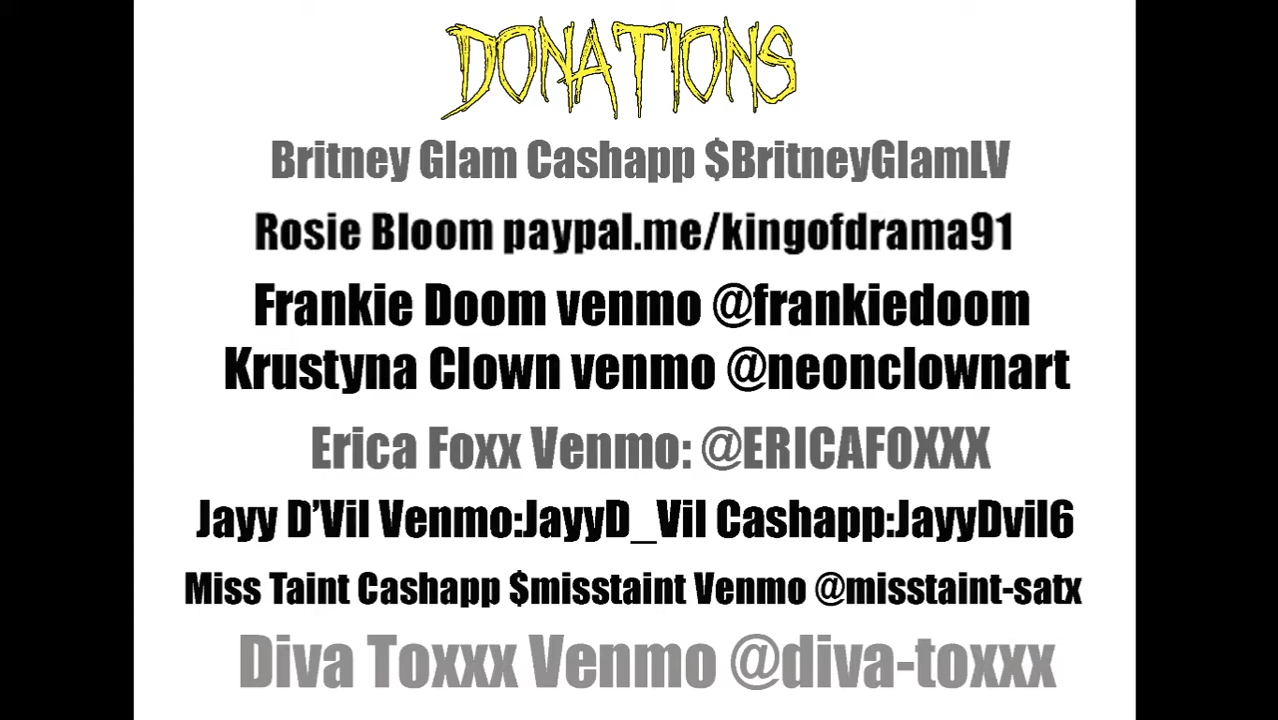 DONATIONS
Britney Glam Cashapp $BritneyGlamLV
Rosie Bloom paypal.me/kingofdrama91
Frankie Doom venmo @frankiedoom
Krustyna Clown venmo @neonclownart
Erica Foxx Venmo: @ERICAFOXXX
Jayy D’Vil Venmo:JayyD_Vil Cashapp:JayyDvil6
Miss Taint Cashapp $misstaint Venmo @misstaint-satx
Diva Toxxx Venmo @diva-toxxx